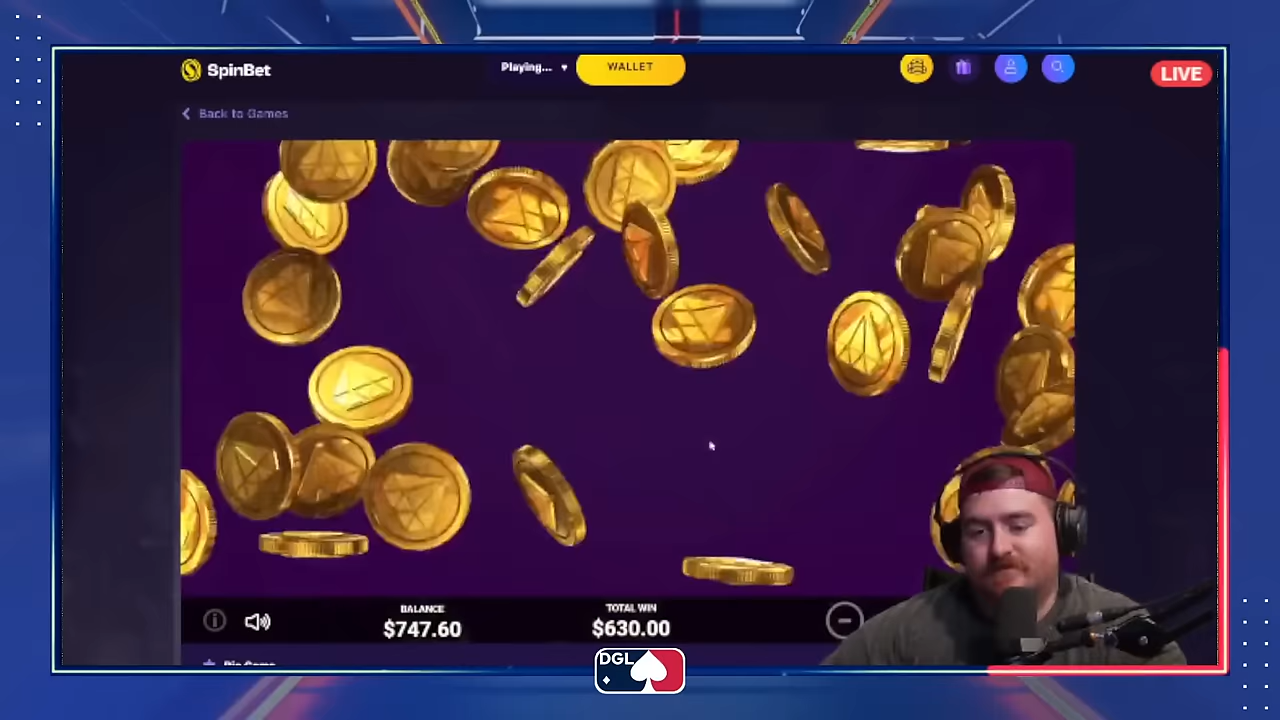 SpinBet
Playing...
WALLET
LIVE
Back to Games
BALANCE
TOTAL WIN
$747.60
$630.00
DGL